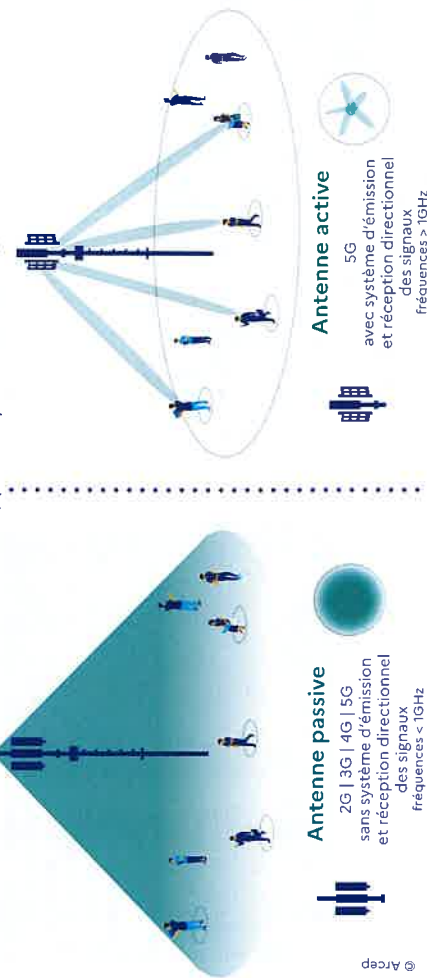 Antenne passive
2G | 3G | 4G | 5G
sans système d'émission
et réception directionnel
des signaux
fréquences < 1GHz
Antenne active
5G
avec système d'émission
et réception directionnel
des signaux
fréquences > 1GHz
© Arcep